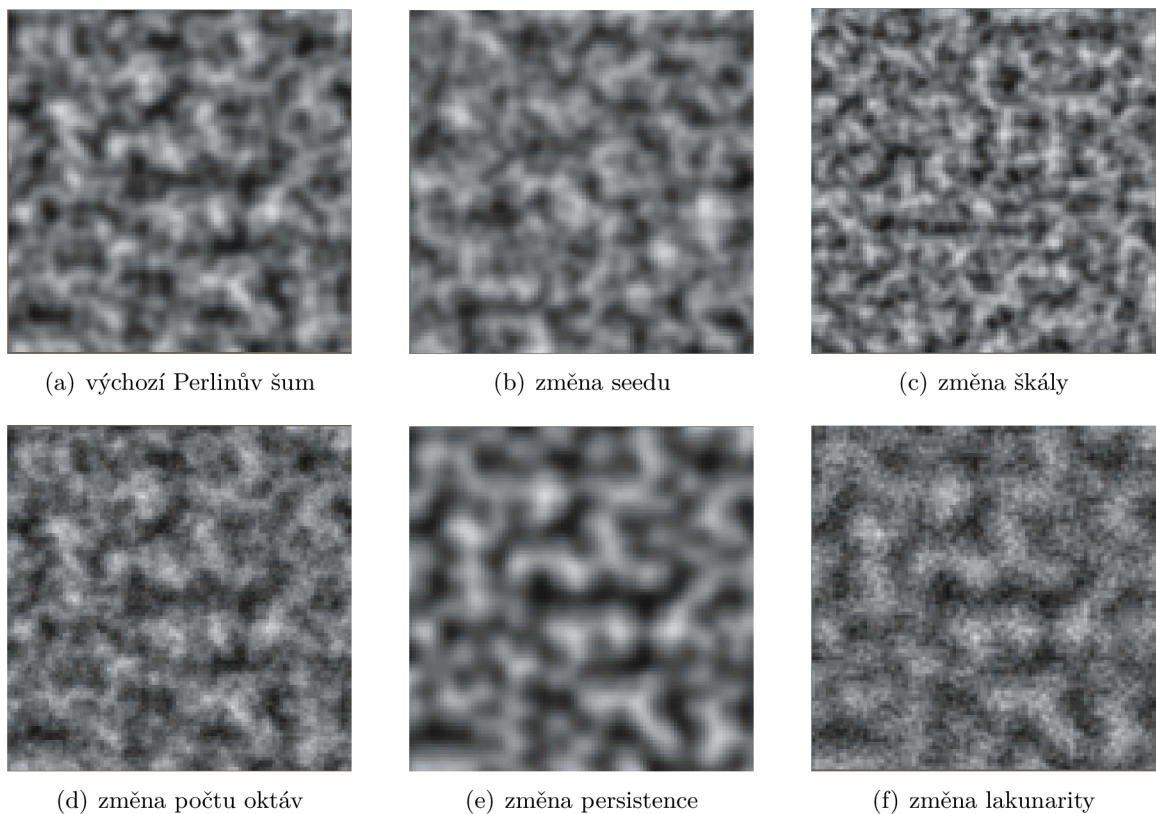 (a) výchozí Perlinův šum
(b) změna seedu
(c) změna škály
(d) změna počtu oktáv
(e) změna persistence
(f) změna lakunarity